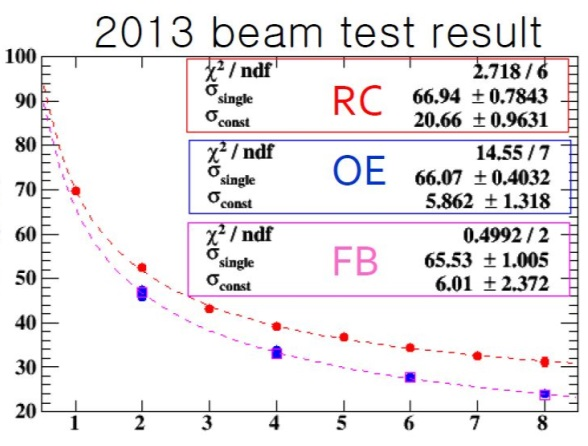 2013 beam test result
100
90
80
70
60
50
40
30
20
χ² / ndf 2.718 / 6
σsingle 66.94 ± 0.7843
σconst 20.66 ± 0.9631
RC
χ² / ndf 14.55 / 7
σsingle 66.07 ± 0.4032
σconst 5.862 ± 1.318
OE
χ² / ndf 0.4992 / 2
σsingle 65.53 ± 1.005
σconst 6.01 ± 2.372
FB
1 2 3 4 5 6 7 8